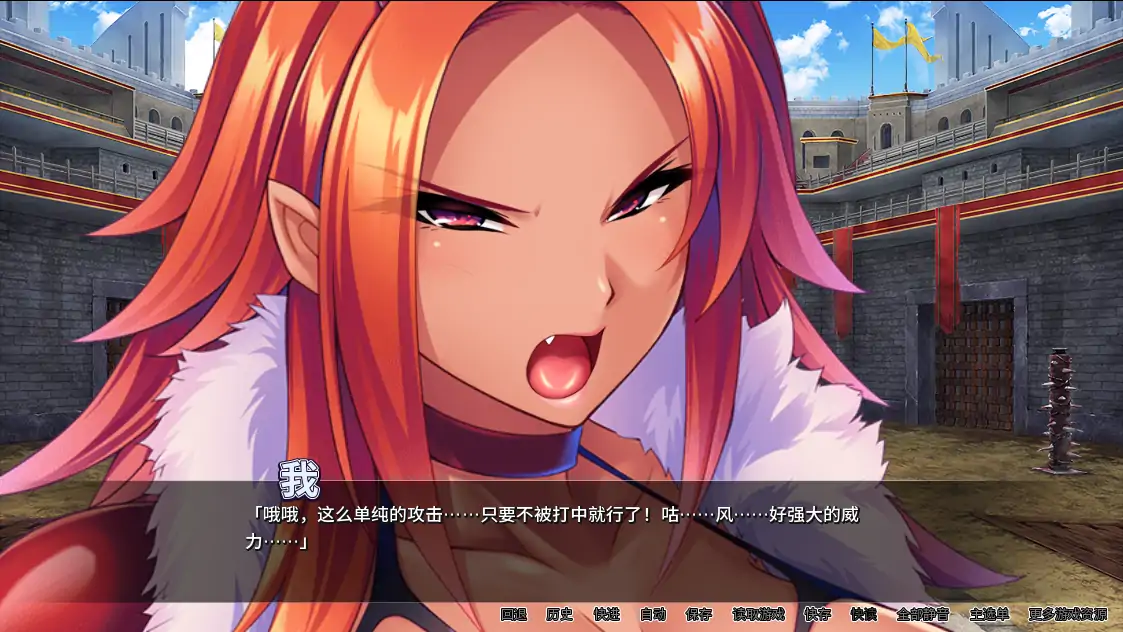 我
「哦哦，这么单纯的攻击……只要不被打中就行了！咕……风……好强大的威
力……」
回退 历史 快进 自动 保存 读取游戏 快存 快读 全部静音 主选单 更多游戏资源